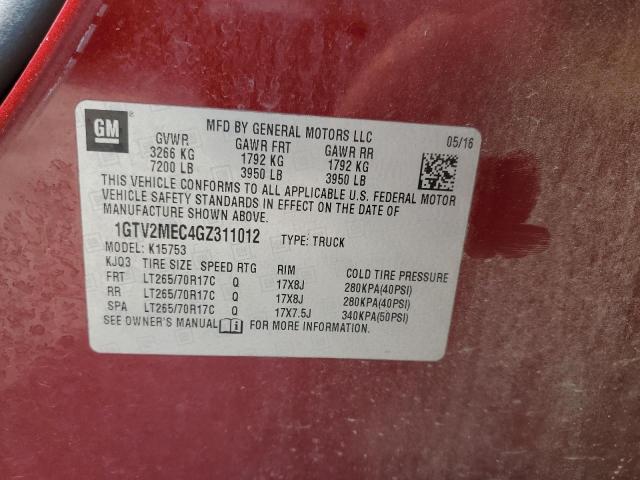 GM
MFD BY GENERAL MOTORS LLC
05/16
GVWR GAWR FRT GAWR RR
3266 KG 1792 KG 1792 KG
7200 LB 3950 LB 3950 LB
THIS VEHICLE CONFORMS TO ALL APPLICABLE U.S. FEDERAL MOTOR
VEHICLE SAFETY STANDARDS IN EFFECT ON THE DATE OF
MANUFACTURE SHOWN ABOVE.
1GTV2MEC4GZ311012 TYPE: TRUCK
MODEL: K15753
KJQ3 TIRE SIZE SPEED RTG RIM COLD TIRE PRESSURE
FRT LT265/70R17C Q 17X8J 280KPA(40PSI)
RR LT265/70R17C Q 17X8J 280KPA(40PSI)
SPA LT265/70R17C Q 17X7.5J 340KPA(50PSI)
SEE OWNER'S MANUAL FOR MORE INFORMATION.